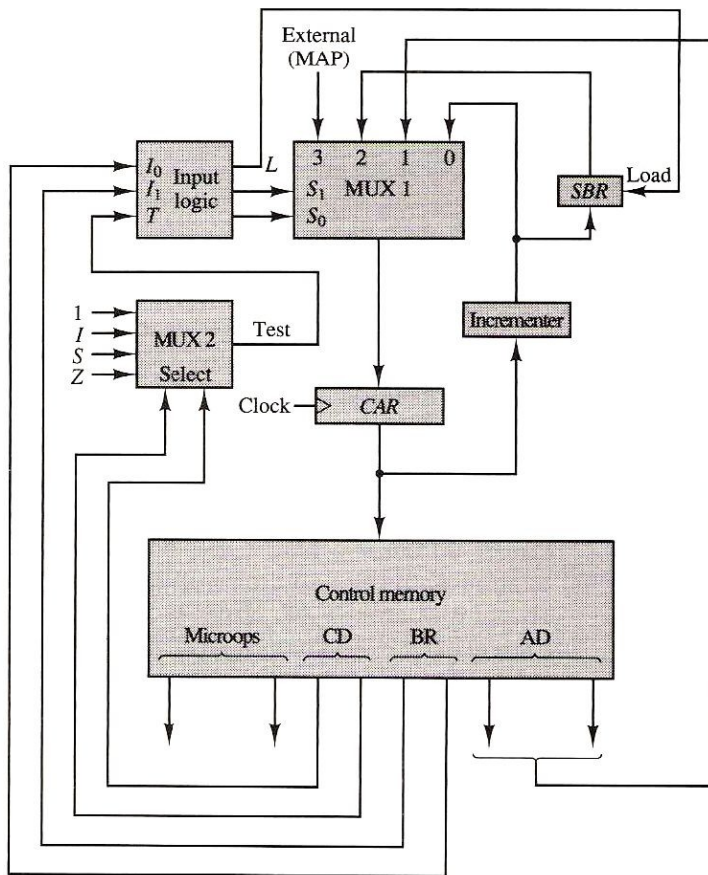 External
(MAP)
I₀
I₁
T
Input
logic
L
3 2 1 0
S₁ MUX 1
S₀
SBR
Load
1
I
S
Z
MUX 2
Select
Test
Incrementer
Clock
CAR
Control memory
Microops CD BR AD